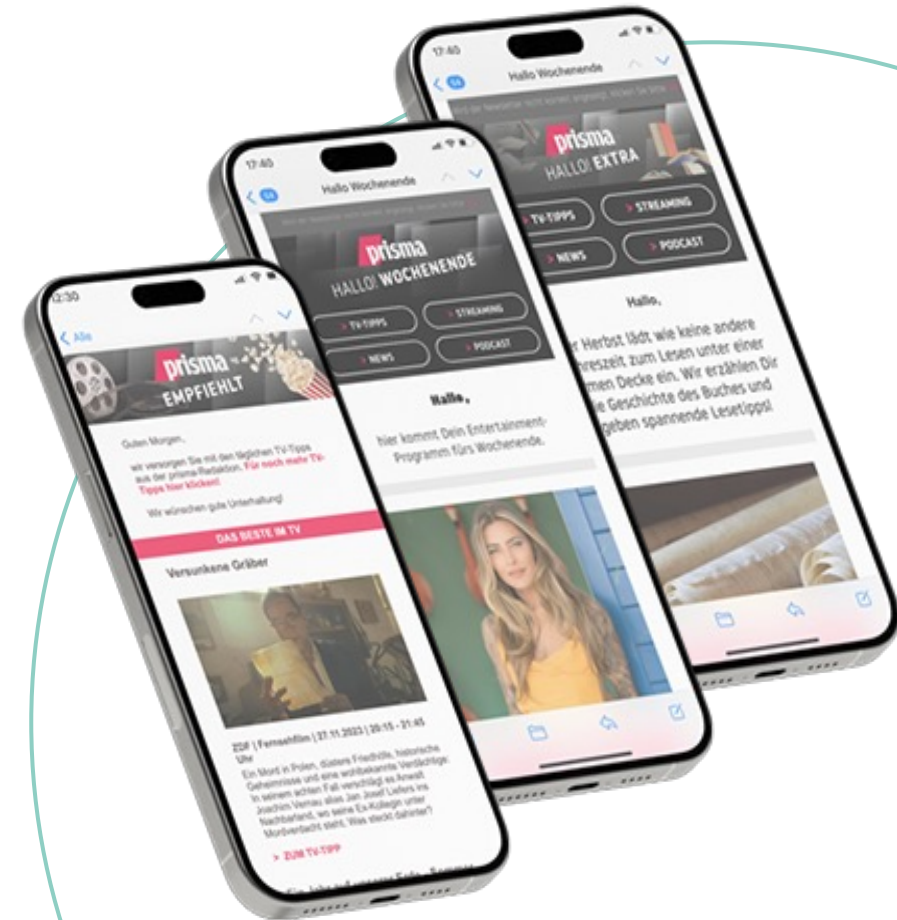 12:30
Alle
prisma
EMPFIEHLT
Guten Morgen,
wir versorgen Sie mit den täglichen TV-Tipps
aus der prisma-Redaktion. Für noch mehr TV-
Tipps hier klicken!
Wir wünschen gute Unterhaltung!
DAS BESTE IM TV
Versunkene Gräber
ZDF | Fernsehfilm | 27.11.2023 | 20:15 - 21:45
Uhr
Ein Mord in Polen, düstere Friedhöfe, historische
Geheimnisse und eine wohlbekannte Verdächtige:
In seinem achten Fall verschlägt es Anwalt
Joachim Vernau alias Jan Josef Liefers ins
Nachbarland, wo seine Ex-Kollegin unter
Mordverdacht steht. Was steckt dahinter?
> ZUM TV-TIPP
17:40
Hallo Wochenende
prisma
HALLO! WOCHENENDE
> TV-TIPPS
> STREAMING
> NEWS
> PODCAST
Hallo,
hier kommt Dein Entertainment-
Programm fürs Wochenende.
17:40
Hallo Wochenende
prisma
HALLO! EXTRA
> TV-TIPPS
> STREAMING
> NEWS
> PODCAST
Hallo,
r Herbst lädt wie keine andere
hreszeit zum Lesen unter einer
men Decke ein. Wir erzählen Dir
ie Geschichte des Buches und
geben spannende Lesetipps!